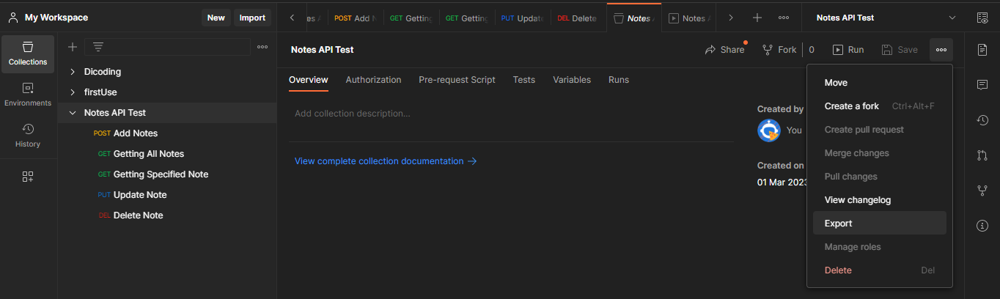 My Workspace
New
Import
POST Add N
GET Getting
GET Getting
PUT Update
DEL Delete
Notes A
Notes A
Notes API Test
Collections
Environments
History
Dicoding
firstUse
Notes API Test
POST Add Notes
GET Getting All Notes
GET Getting Specified Note
PUT Update Note
DEL Delete Note
Notes API Test
Share
Fork
0
Run
Save
Overview
Authorization
Pre-request Script
Tests
Variables
Runs
Add collection description...
View complete collection documentation →
Created by
You
Created on
01 Mar 2023
Move
Create a fork Ctrl+Alt+F
Create pull request
Merge changes
Pull changes
View changelog
Export
Manage roles
Delete Del